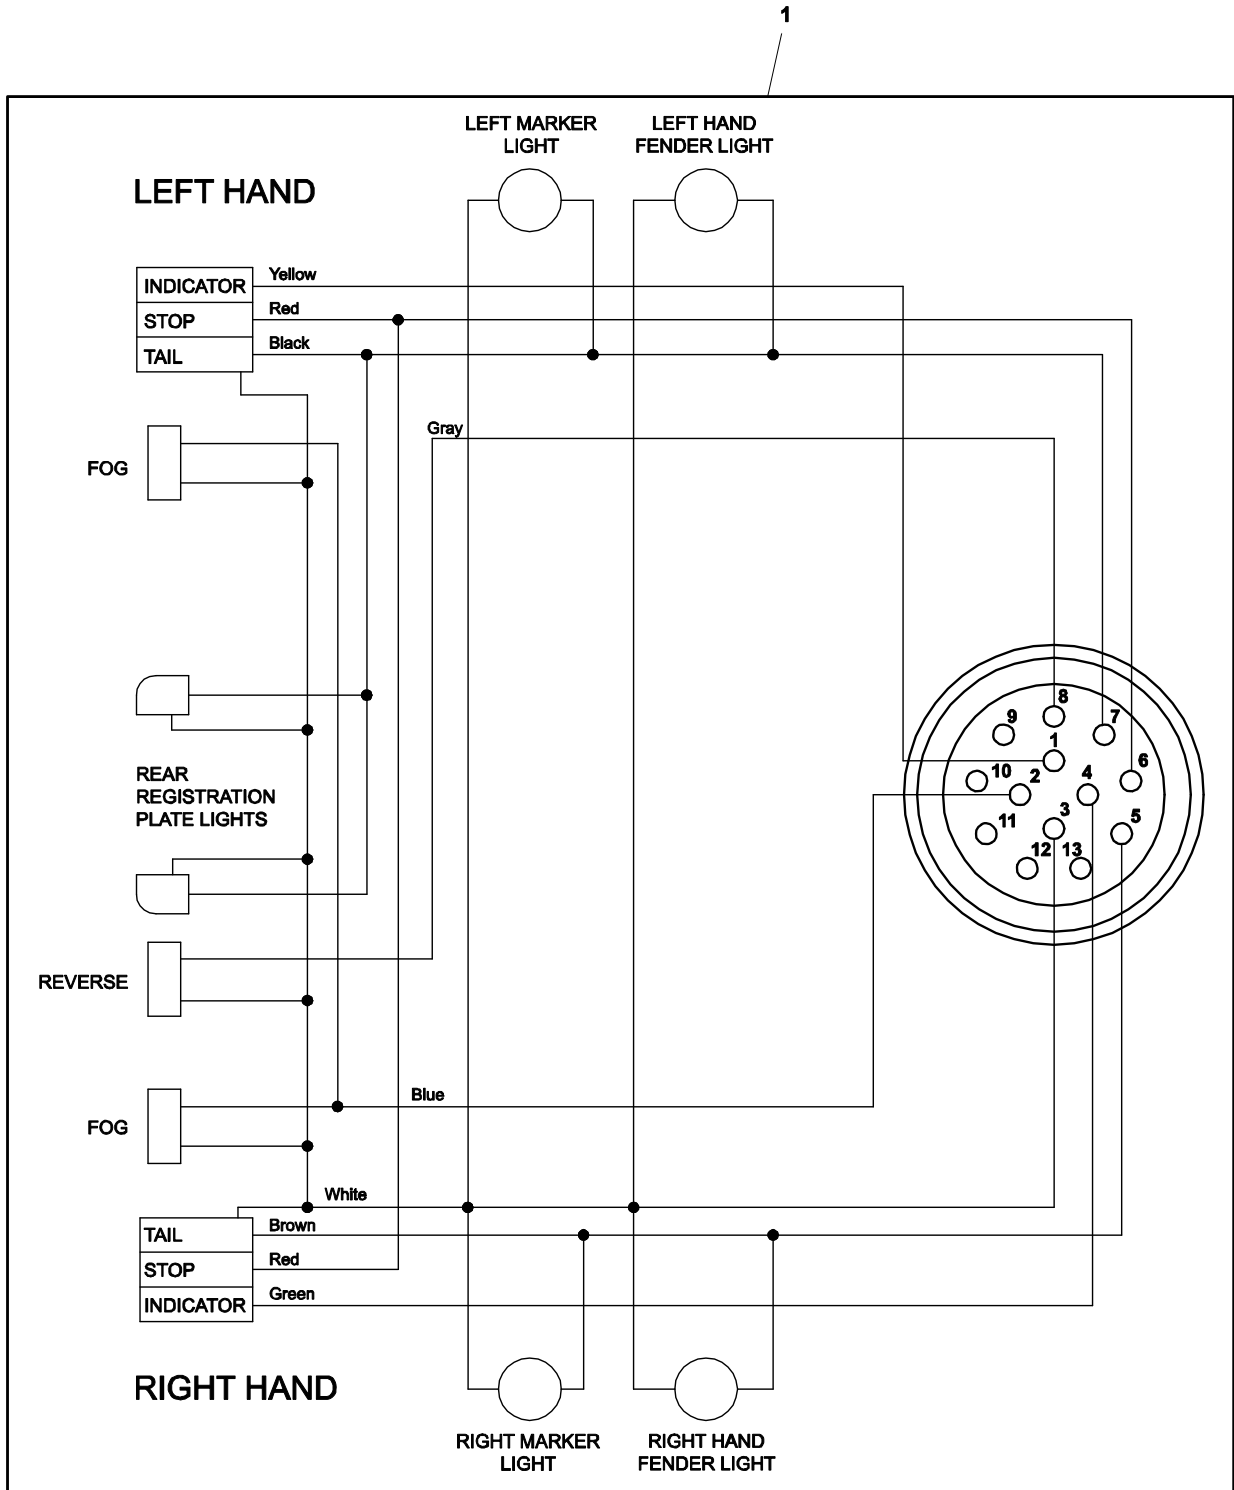 1
LEFT MARKER
LIGHT
LEFT HAND
FENDER LIGHT
LEFT HAND
INDICATOR
Yellow
STOP
Red
TAIL
Black
Gray
FOG
8
9
7
1
6
10
2
4
3
5
11
12
13
REAR
REGISTRATION
PLATE LIGHTS
REVERSE
Blue
FOG
White
TAIL
Brown
STOP
Red
INDICATOR
Green
RIGHT HAND
RIGHT MARKER
LIGHT
RIGHT HAND
FENDER LIGHT